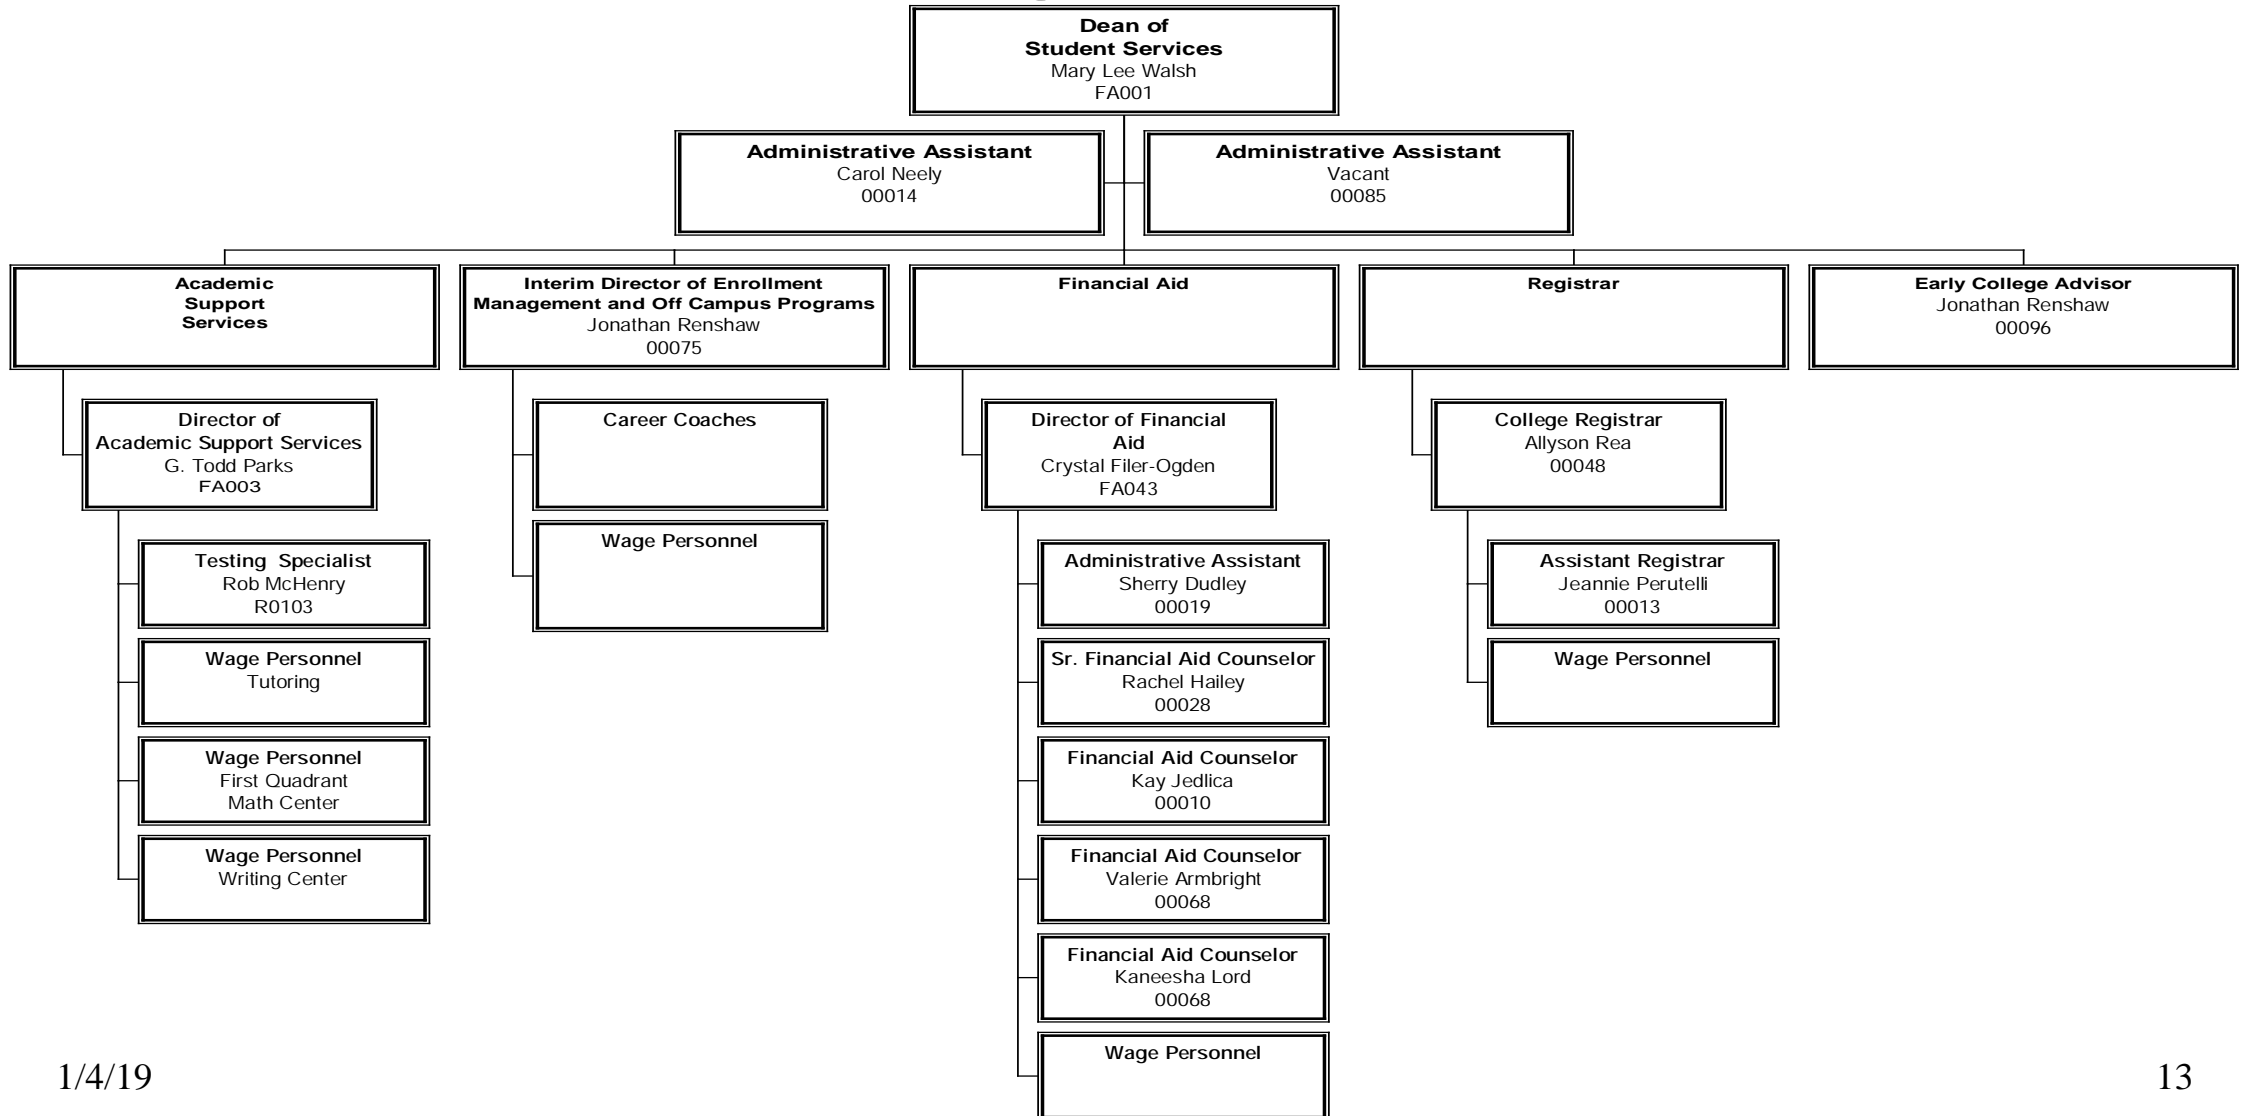 Dean of
Student Services
Mary Lee Walsh
FA001
Administrative Assistant
Carol Neely
00014
Administrative Assistant
Vacant
00085
Academic
Support
Services
Interim Director of Enrollment
Management and Off Campus Programs
Jonathan Renshaw
00075
Financial Aid
Registrar
Early College Advisor
Jonathan Renshaw
00096
Director of
Academic Support Services
G. Todd Parks
FA003
Testing Specialist
Rob McHenry
R0103
Wage Personnel
Tutoring
Wage Personnel
First Quadrant
Math Center
Wage Personnel
Writing Center
Career Coaches
Wage Personnel
Director of Financial
Aid
Crystal Filer-Ogden
FA043
Administrative Assistant
Sherry Dudley
00019
Sr. Financial Aid Counselor
Rachel Hailey
00028
Financial Aid Counselor
Kay Jedlica
00010
Financial Aid Counselor
Valerie Armbright
00068
Financial Aid Counselor
Kaneesha Lord
00068
Wage Personnel
College Registrar
Allyson Rea
00048
Assistant Registrar
Jeannie Perutelli
00013
Wage Personnel
1/4/19
13